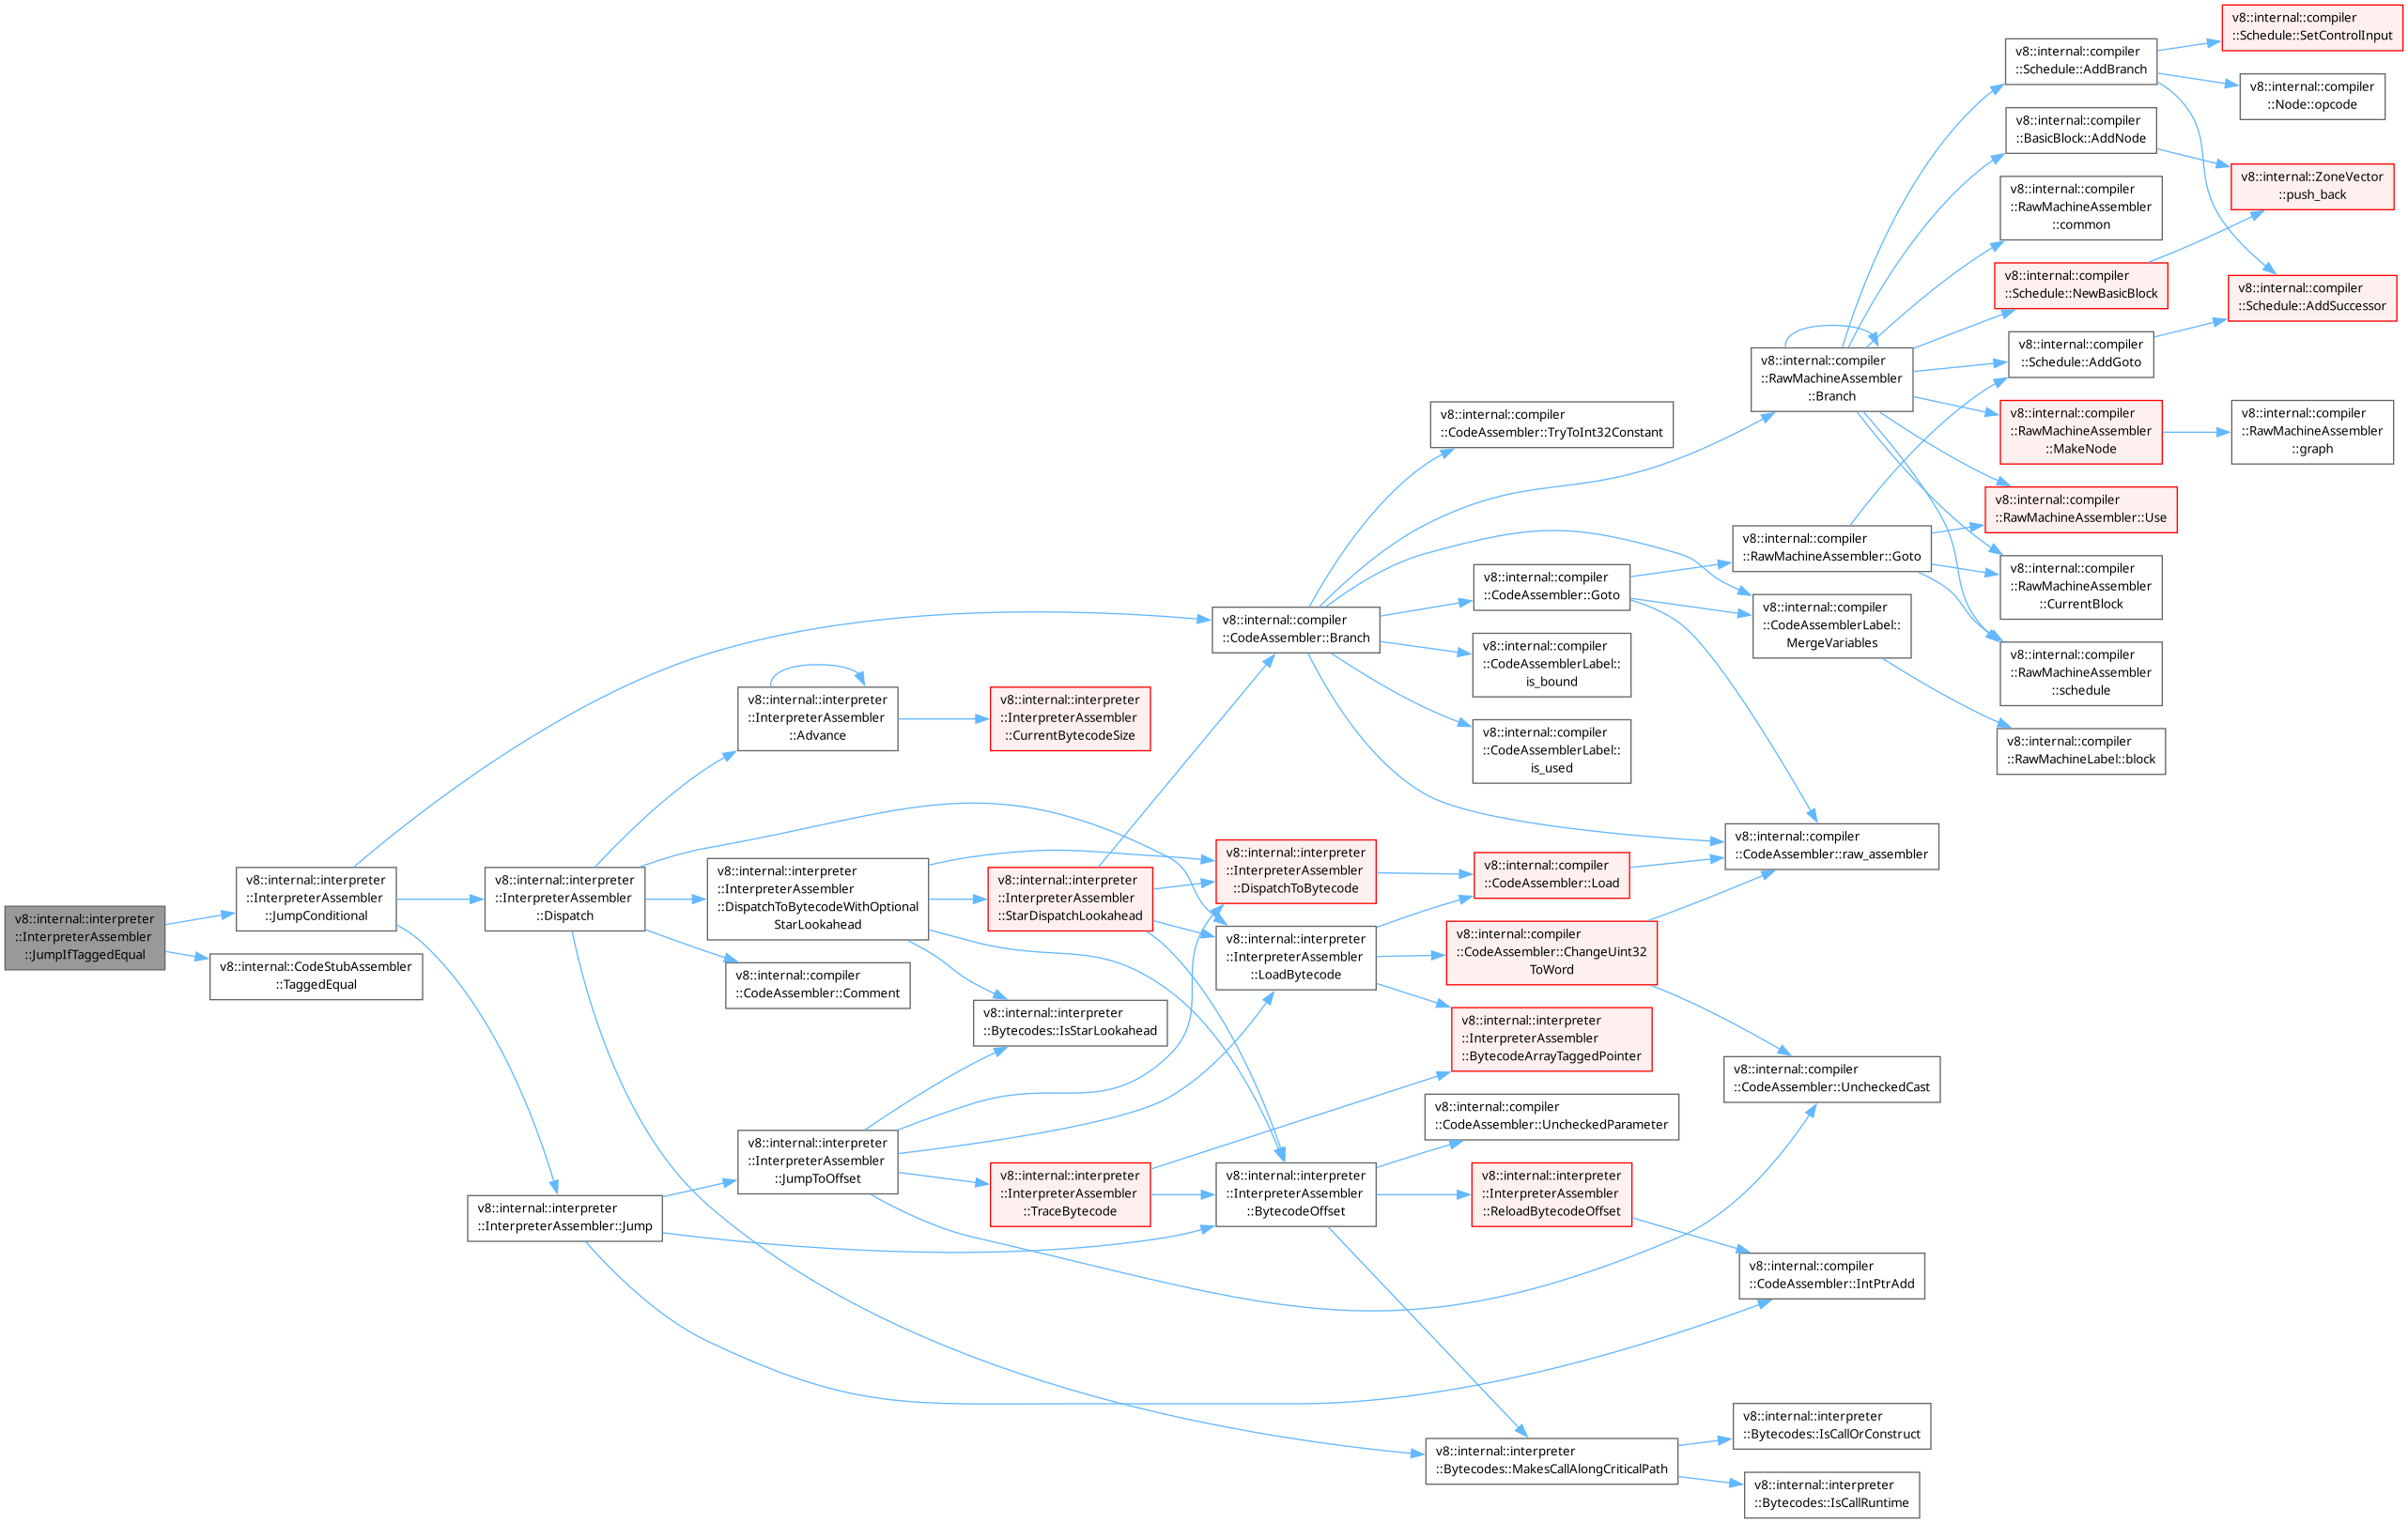 v8::internal::interpreter
::InterpreterAssembler
::JumpIfTaggedEqual
v8::internal::interpreter
::InterpreterAssembler
::JumpConditional
v8::internal::CodeStubAssembler
::TaggedEqual
v8::internal::interpreter
::InterpreterAssembler
::Dispatch
v8::internal::interpreter
::InterpreterAssembler::Jump
v8::internal::interpreter
::InterpreterAssembler
::Advance
v8::internal::interpreter
::InterpreterAssembler
::DispatchToBytecodeWithOptional
StarLookahead
v8::internal::compiler
::CodeAssembler::Comment
v8::internal::interpreter
::InterpreterAssembler
::JumpToOffset
v8::internal::interpreter
::InterpreterAssembler
::CurrentBytecodeSize
v8::internal::interpreter
::InterpreterAssembler
::StarDispatchLookahead
v8::internal::interpreter
::Bytecodes::IsStarLookahead
v8::internal::interpreter
::InterpreterAssembler
::TraceBytecode
v8::internal::compiler
::CodeAssembler::Branch
v8::internal::interpreter
::InterpreterAssembler
::DispatchToBytecode
v8::internal::interpreter
::InterpreterAssembler
::LoadBytecode
v8::internal::interpreter
::InterpreterAssembler
::BytecodeOffset
v8::internal::compiler
::CodeAssembler::TryToInt32Constant
v8::internal::compiler
::CodeAssembler::Goto
v8::internal::compiler
::CodeAssemblerLabel::
is_bound
v8::internal::compiler
::CodeAssemblerLabel::
is_used
v8::internal::compiler
::CodeAssembler::Load
v8::internal::compiler
::CodeAssembler::ChangeUint32
ToWord
v8::internal::interpreter
::InterpreterAssembler
::BytecodeArrayTaggedPointer
v8::internal::compiler
::CodeAssembler::UncheckedParameter
v8::internal::interpreter
::InterpreterAssembler
::ReloadBytecodeOffset
v8::internal::interpreter
::Bytecodes::MakesCallAlongCriticalPath
v8::internal::compiler
::RawMachineAssembler
::Branch
v8::internal::compiler
::RawMachineAssembler::Goto
v8::internal::compiler
::CodeAssemblerLabel::
MergeVariables
v8::internal::compiler
::CodeAssembler::raw_assembler
v8::internal::compiler
::CodeAssembler::UncheckedCast
v8::internal::compiler
::CodeAssembler::IntPtrAdd
v8::internal::interpreter
::Bytecodes::IsCallOrConstruct
v8::internal::interpreter
::Bytecodes::IsCallRuntime
v8::internal::compiler
::Schedule::AddBranch
v8::internal::compiler
::BasicBlock::AddNode
v8::internal::compiler
::RawMachineAssembler
::common
v8::internal::compiler
::Schedule::NewBasicBlock
v8::internal::compiler
::Schedule::AddGoto
v8::internal::compiler
::RawMachineAssembler
::MakeNode
v8::internal::compiler
::RawMachineAssembler::Use
v8::internal::compiler
::RawMachineAssembler
::CurrentBlock
v8::internal::compiler
::RawMachineAssembler
::schedule
v8::internal::compiler
::RawMachineLabel::block
v8::internal::compiler
::Schedule::SetControlInput
v8::internal::compiler
::Node::opcode
v8::internal::ZoneVector
::push_back
v8::internal::compiler
::Schedule::AddSuccessor
v8::internal::compiler
::RawMachineAssembler
::graph